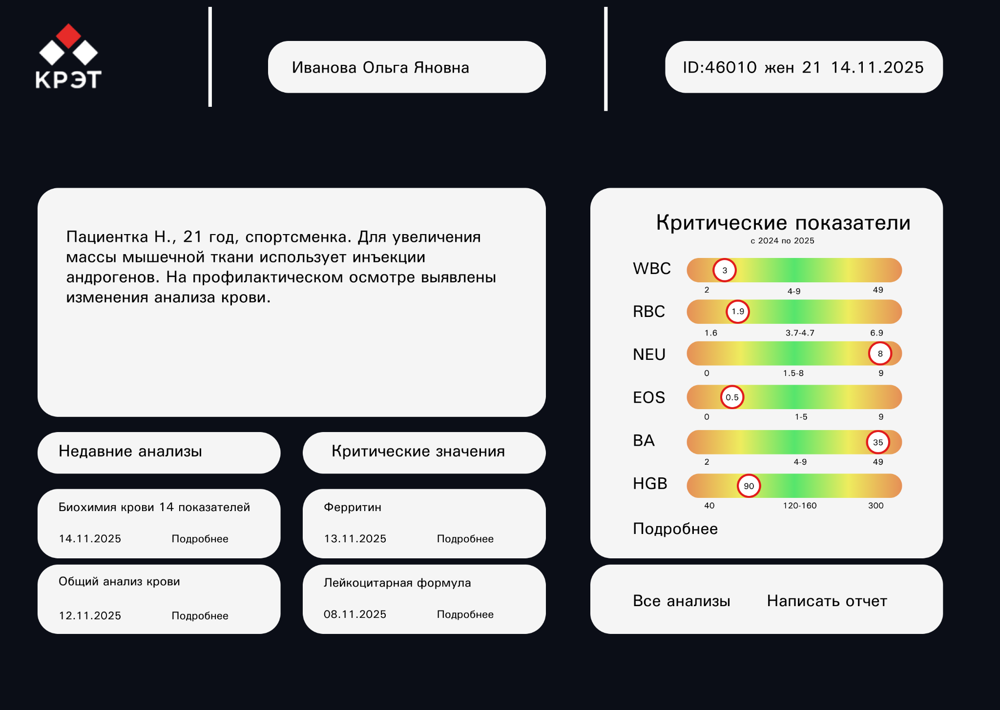 КРЭТ
Иванова Ольга Яновна
ID:46010 жен 21 14.11.2025
Пациентка Н., 21 год, спортсменка. Для увеличения
массы мышечной ткани использует инъекции
андрогенов. На профилактическом осмотре выявлены
изменения анализа крови.
Недавние анализы
Критические значения
Биохимия крови 14 показателей
14.11.2025 Подробнее
Ферритин
13.11.2025 Подробнее
Общий анализ крови
12.11.2025 Подробнее
Лейкоцитарная формула
08.11.2025 Подробнее
Критические показатели
с 2024 по 2025
WBC 3
2 4-9 49
RBC 1.9
1.6 3.7-4.7 6.9
NEU 8
0 1.5-8 9
EOS 0.5
0 1-5 9
BA 35
2 4-9 49
HGB 90
40 120-160 300
Подробнее
Все анализы Написать отчет